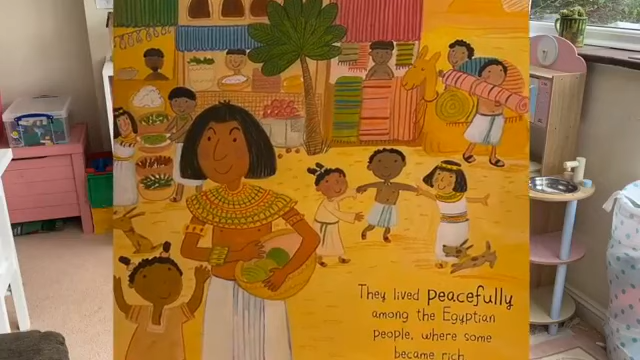 They lived peacefully
among the Egyptian
people, where some
became rich